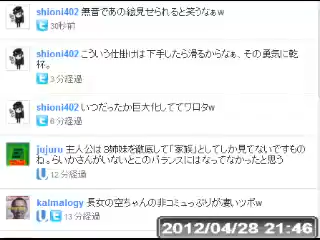 shioni402 無音であの絵見せられると笑うなぁw
30秒前
shioni402 こういう仕掛けは下手したら滑るからなぁ、その勇気に乾
杯。
3分経過
shioni402 いつだったか巨大化しててワロタw
6分経過
jujuru 主人公は3姉妹を徹底して「家族」としてしか見てないですものね。らいかさんがいないとこのバランスにはなってなかったと思う
12分経過
kalmalogy 長女の空ちゃんの非コミュっぷりが凄いツボw
13分経過
2012/04/28 21:46